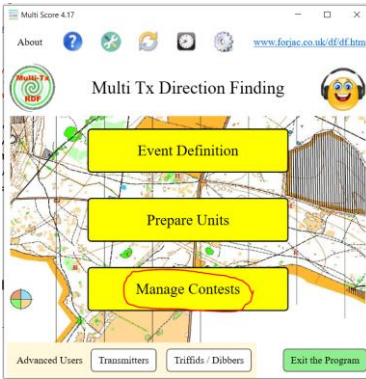 Multi Score 4.17
About
www.forjac.co.uk/df/df.htm
Multi-Tx
RDF
Multi Tx Direction Finding
Event Definition
Prepare Units
Manage Contests
Advanced Users
Transmitters
Triffids / Dibbers
Exit the Program